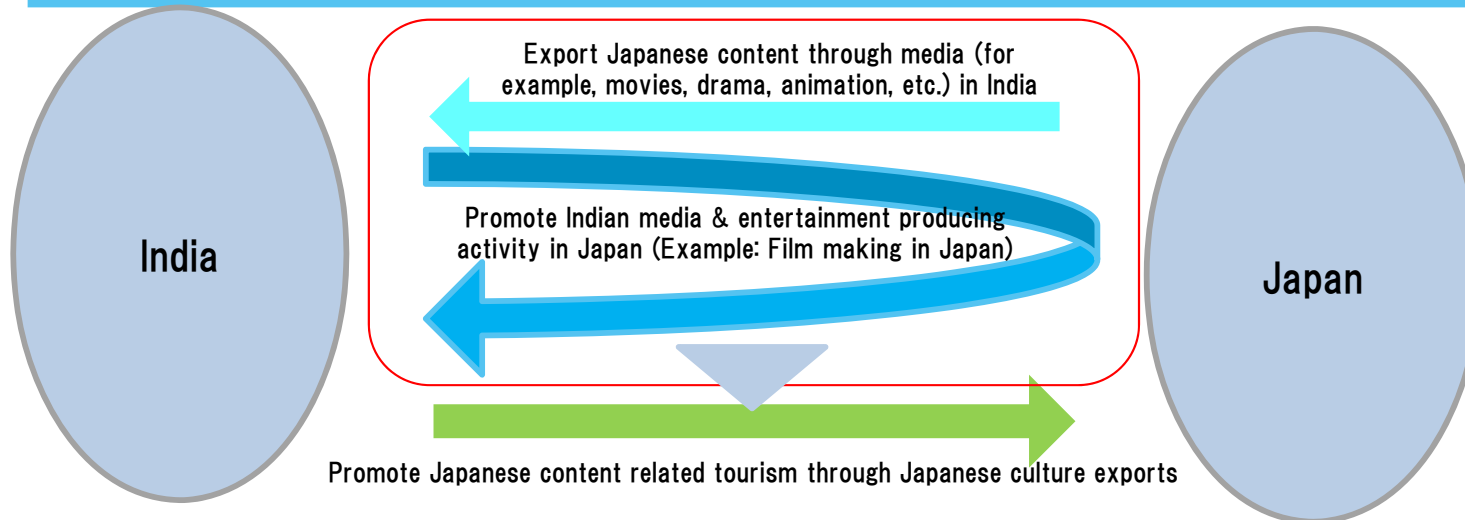 Export Japanese content through media (for
example, movies, drama, animation, etc.) in India
India
Promote Indian media & entertainment producing
activity in Japan (Example: Film making in Japan)
Japan
Promote Japanese content related tourism through Japanese culture exports